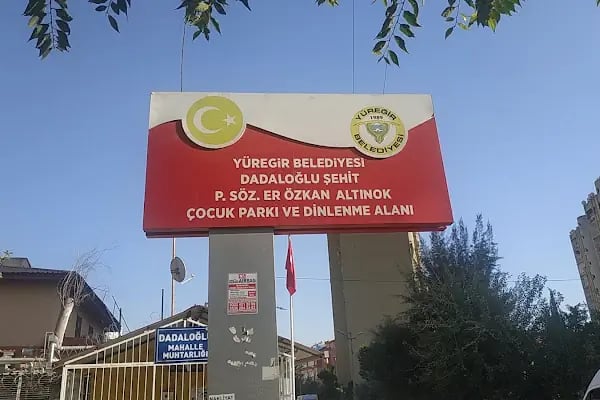 YÜREGİR BELEDİYESİ
1989
YÜREGİR BELEDİYESİ
DADALOĞLU ŞEHİT
P. SÖZ. ER ÖZKAN ALTINOK
ÇOCUK PARKI VE DİNLENME ALANI
DADALOĞLU
MAHALLE
MUHTARLIĞI